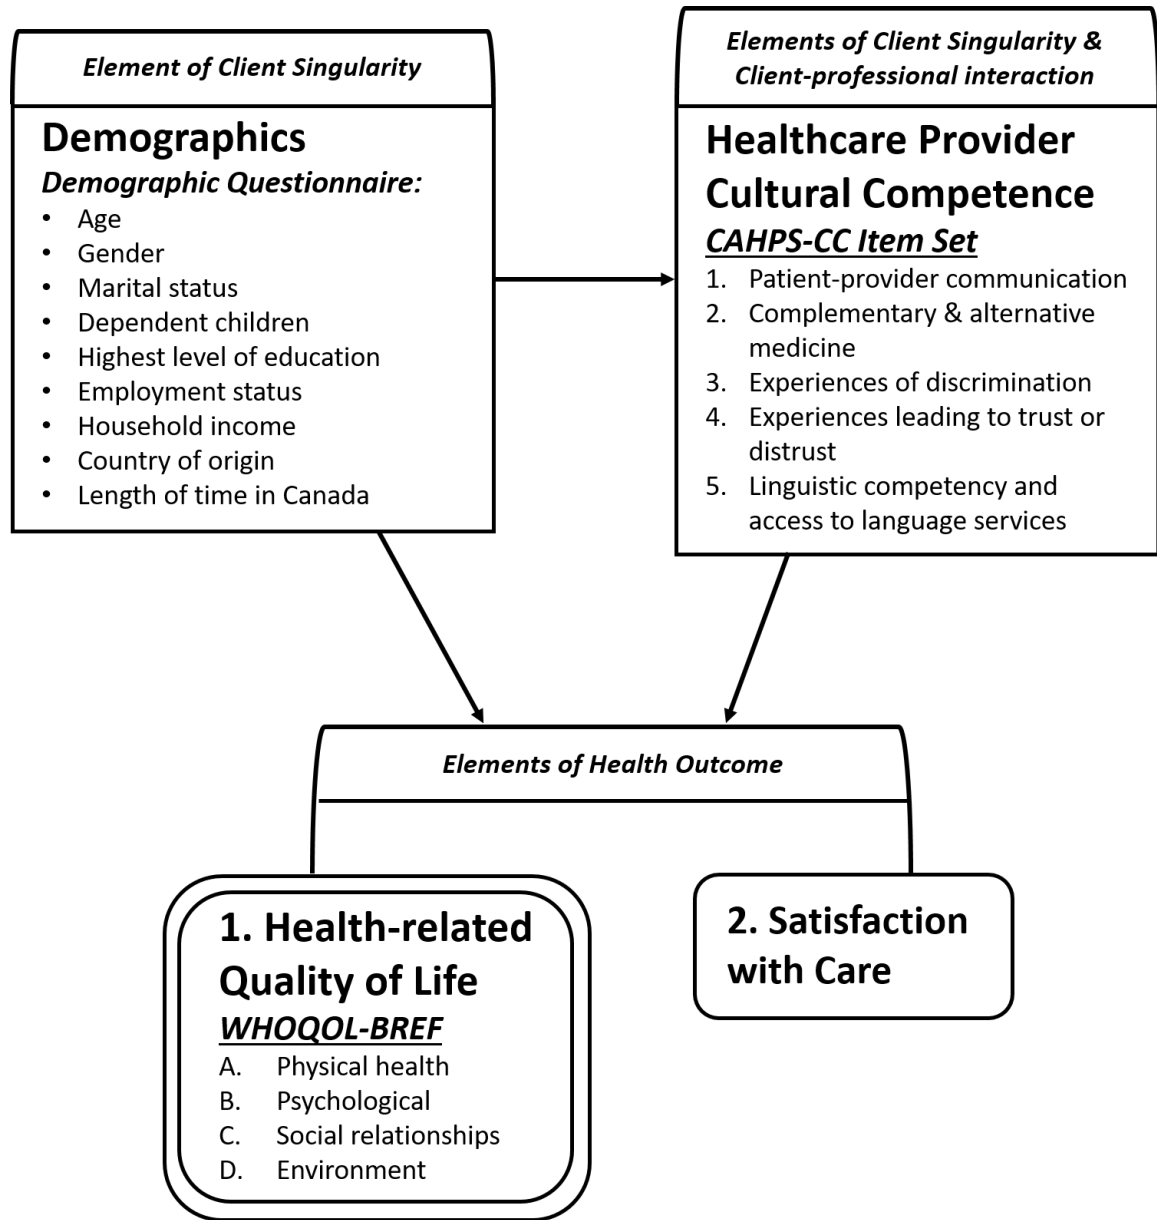 Element of Client Singularity
Demographics
Demographic Questionnaire:
• Age
• Gender
• Marital status
• Dependent children
• Highest level of education
• Employment status
• Household income
• Country of origin
• Length of time in Canada
Elements of Client Singularity &
Client-professional interaction
Healthcare Provider
Cultural Competence
CAHPS-CC Item Set
1. Patient-provider communication
2. Complementary & alternative
medicine
3. Experiences of discrimination
4. Experiences leading to trust or
distrust
5. Linguistic competency and
access to language services
Elements of Health Outcome
1. Health-related
Quality of Life
WHOQOL-BREF
A. Physical health
B. Psychological
C. Social relationships
D. Environment
2. Satisfaction
with Care